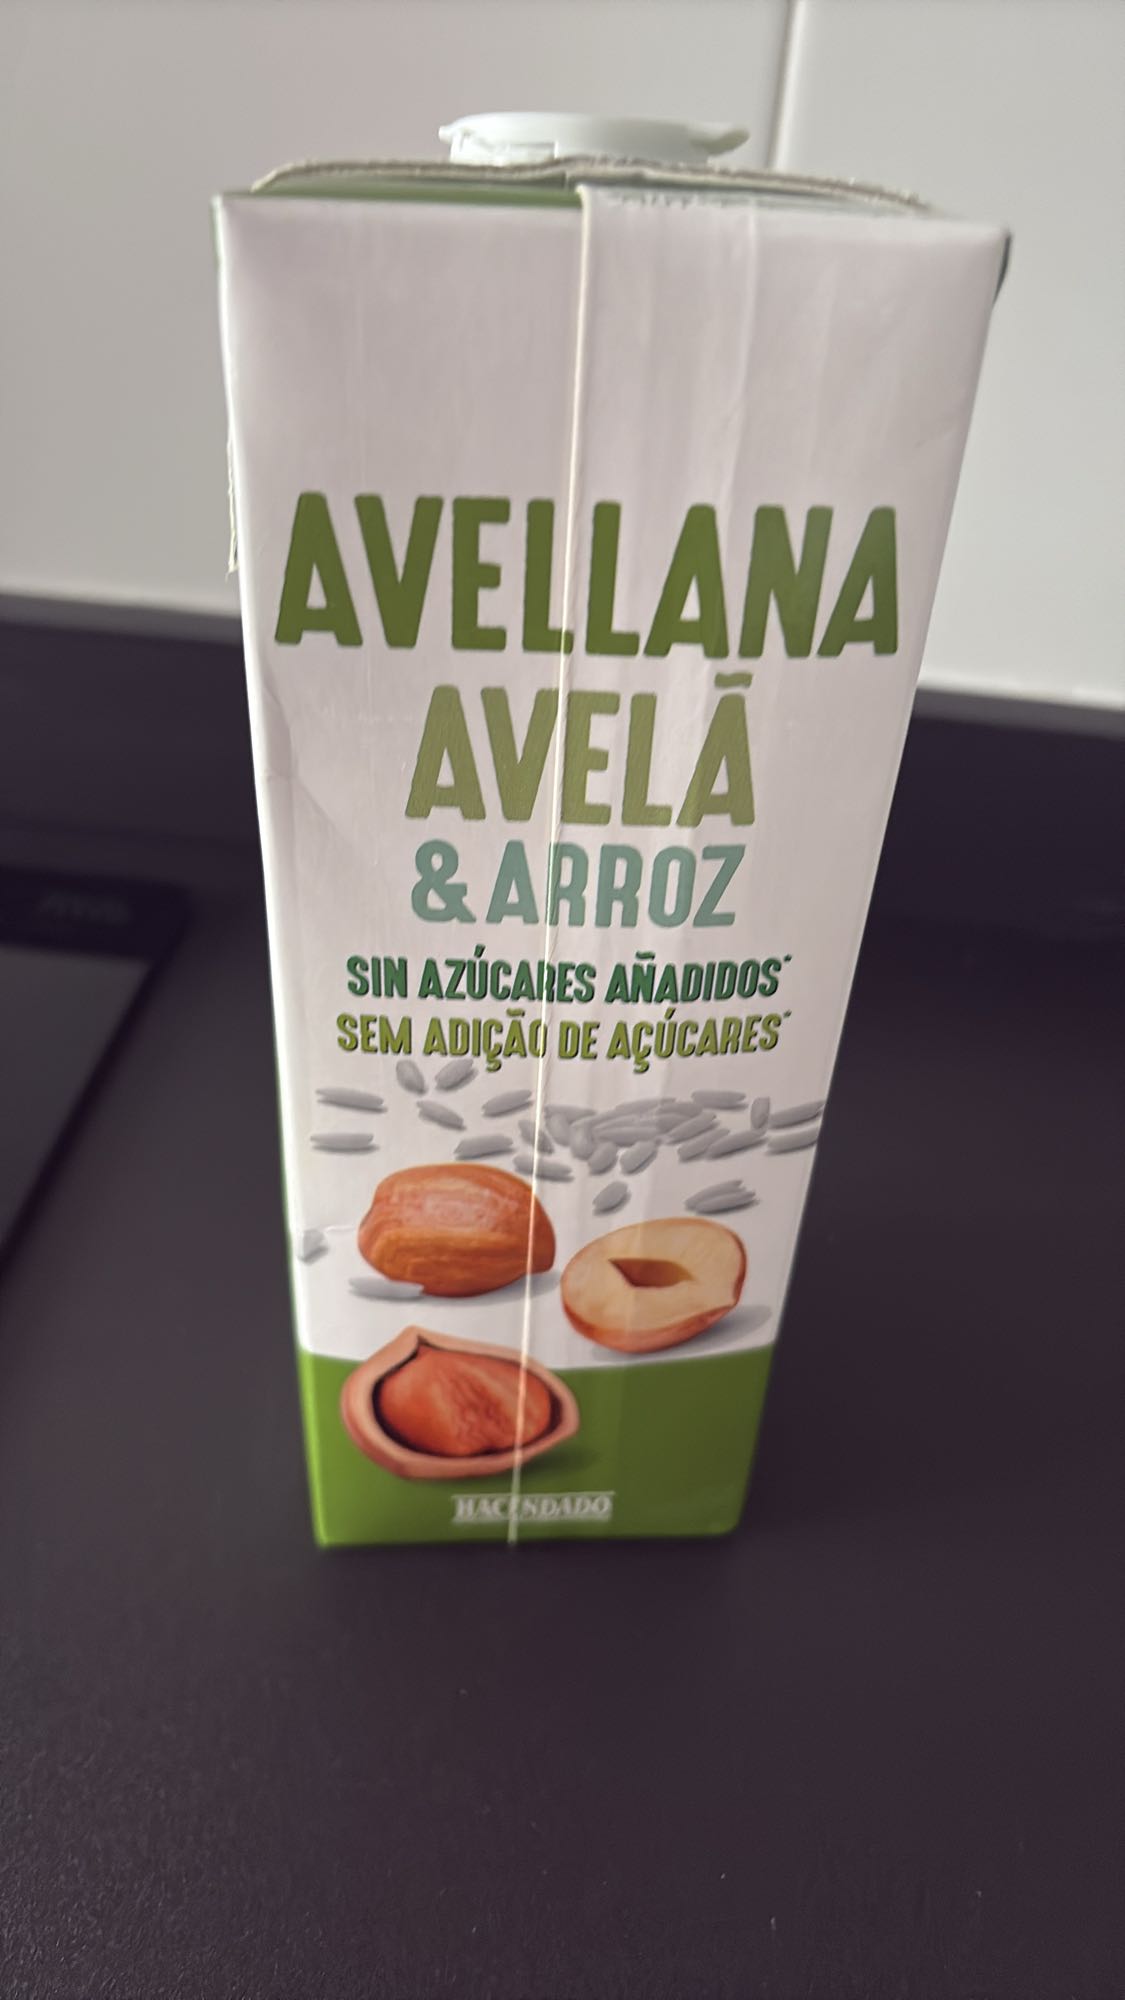 AVELLANA
AVELÃ
& ARROZ
SIN AZÚCARES AÑADIDOS*
SEM ADIÇÃO DE AÇÚCARES*
HACENDADO